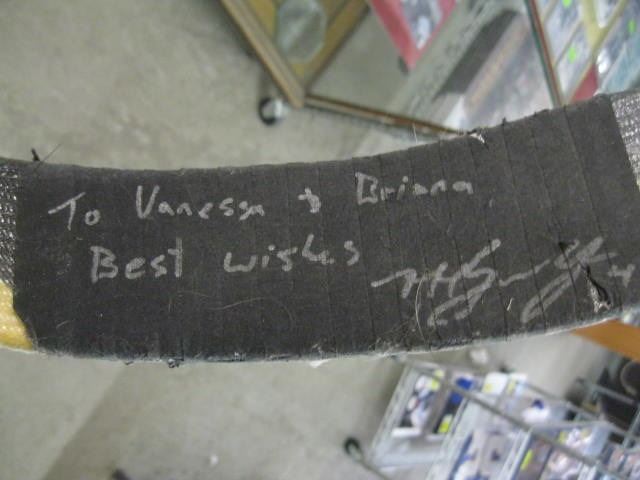 To Vanessa & Briana,
Best wishes